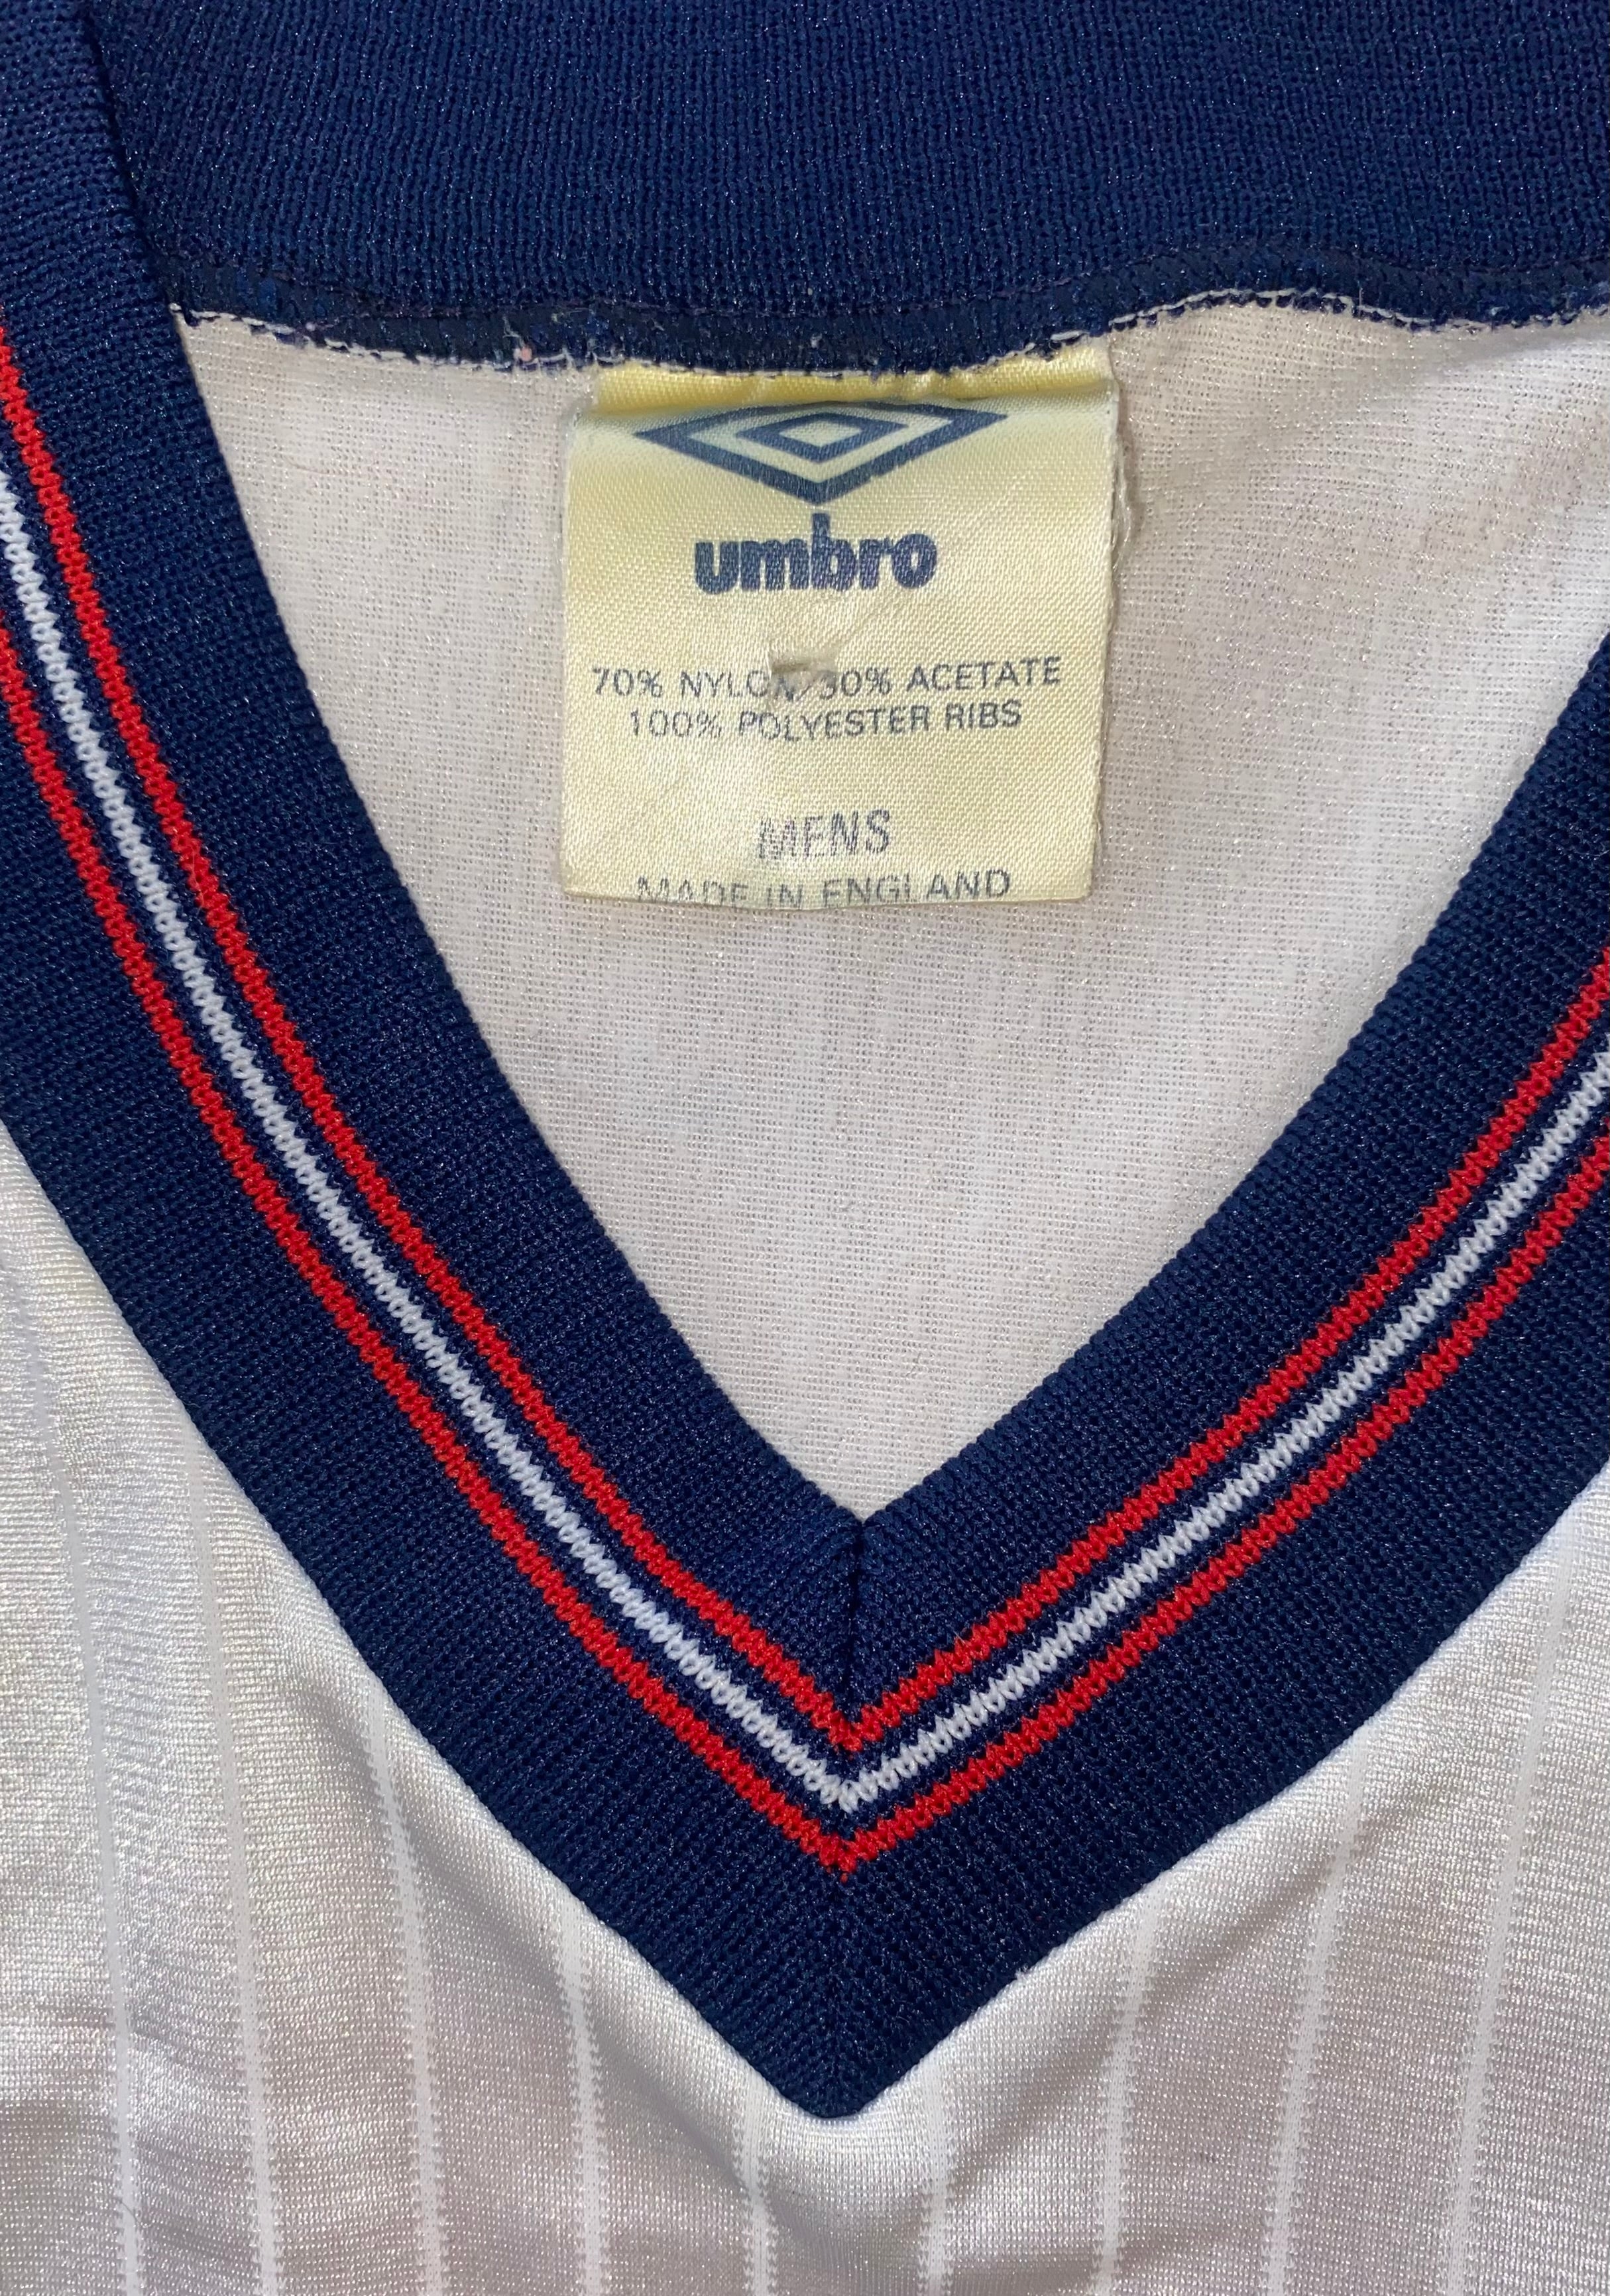 umbro
70% NYLON/30% ACETATE
100% POLYESTER RIBS
MENS
MADE IN ENGLAND